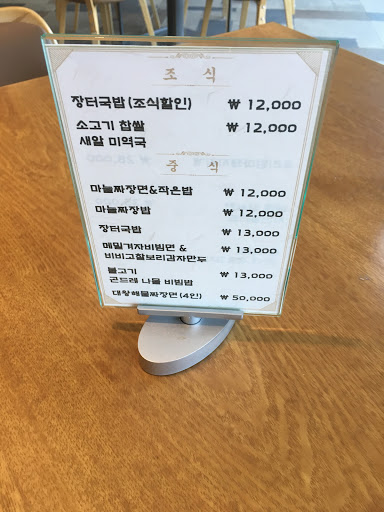 조 식
장터국밥(조식할인) ₩ 12,000
소고기 찹쌀 ₩ 12,000
새알 미역국
중 식
마늘짜장면&작은밥 ₩ 12,000
마늘짜장밥 ₩ 12,000
장터국밥 ₩ 13,000
메밀겨자비빔면 & ₩ 13,000
비비고찰보리감자만두
불고기 ₩ 13,000
곤드레 나물 비빔밥
대왕해물짜장면 (4인) ₩ 50,000